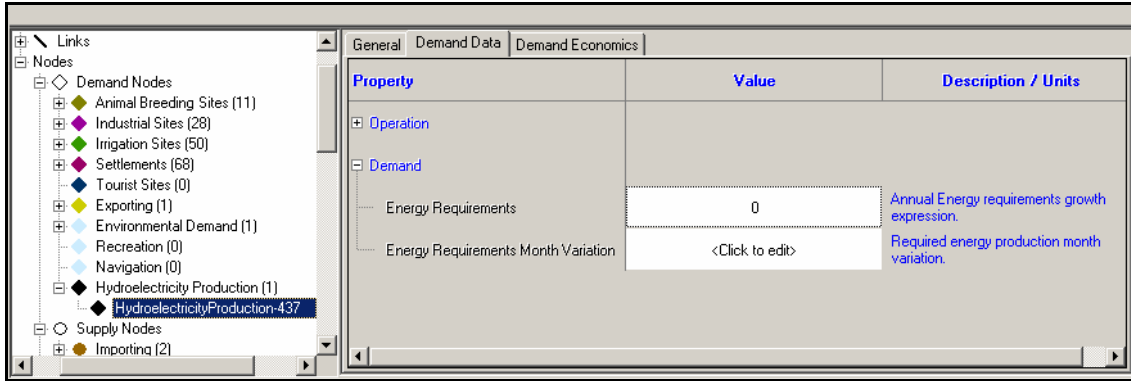 Links
Nodes
Demand Nodes
Animal Breeding Sites (11)
Industrial Sites (28)
Irrigation Sites (50)
Settlements (68)
Tourist Sites (0)
Exporting (1)
Environmental Demand (1)
Recreation (0)
Navigation (0)
Hydroelectricity Production (1)
HydroelectricityProduction-437
Supply Nodes
Importing (2)
General Demand Data Demand Economics
Property Value Description / Units
Operation
Demand
Energy Requirements 0 Annual Energy requirements growth
expression.
Energy Requirements Month Variation <Click to edit> Required energy production month
variation.